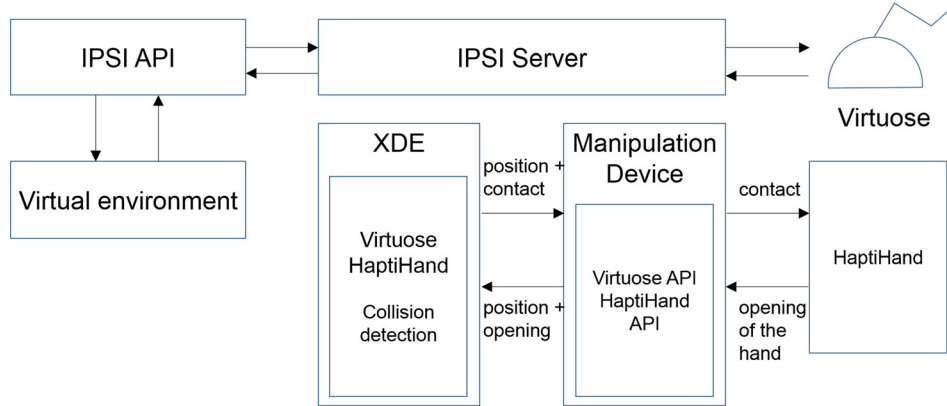 IPSI API
IPSI Server
Virtuose
Virtual environment
XDE
Virtuose
HaptiHand
Collision
detection
position +
contact
position +
opening
Manipulation
Device
Virtuose API
HaptiHand
API
contact
opening
of the
hand
HaptiHand